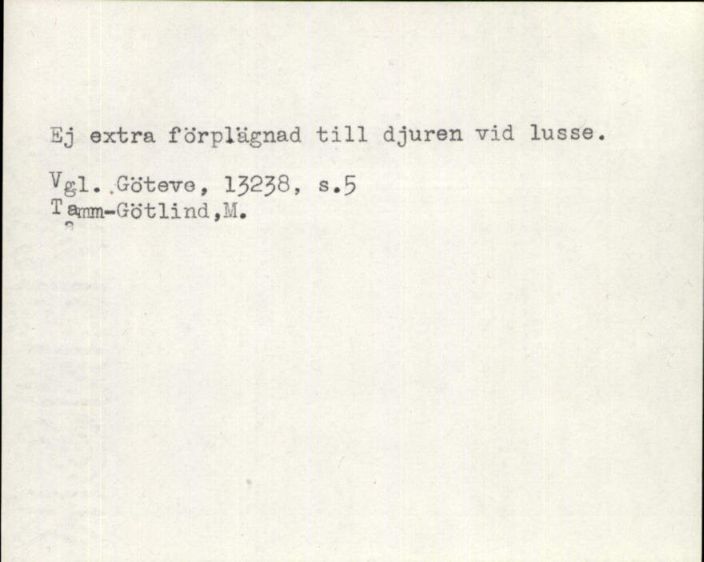 Ej extra förplägnad till djuren vid lusse.
Vgl. Göteve, 13238, s.5
Tamm-Götlind,M.